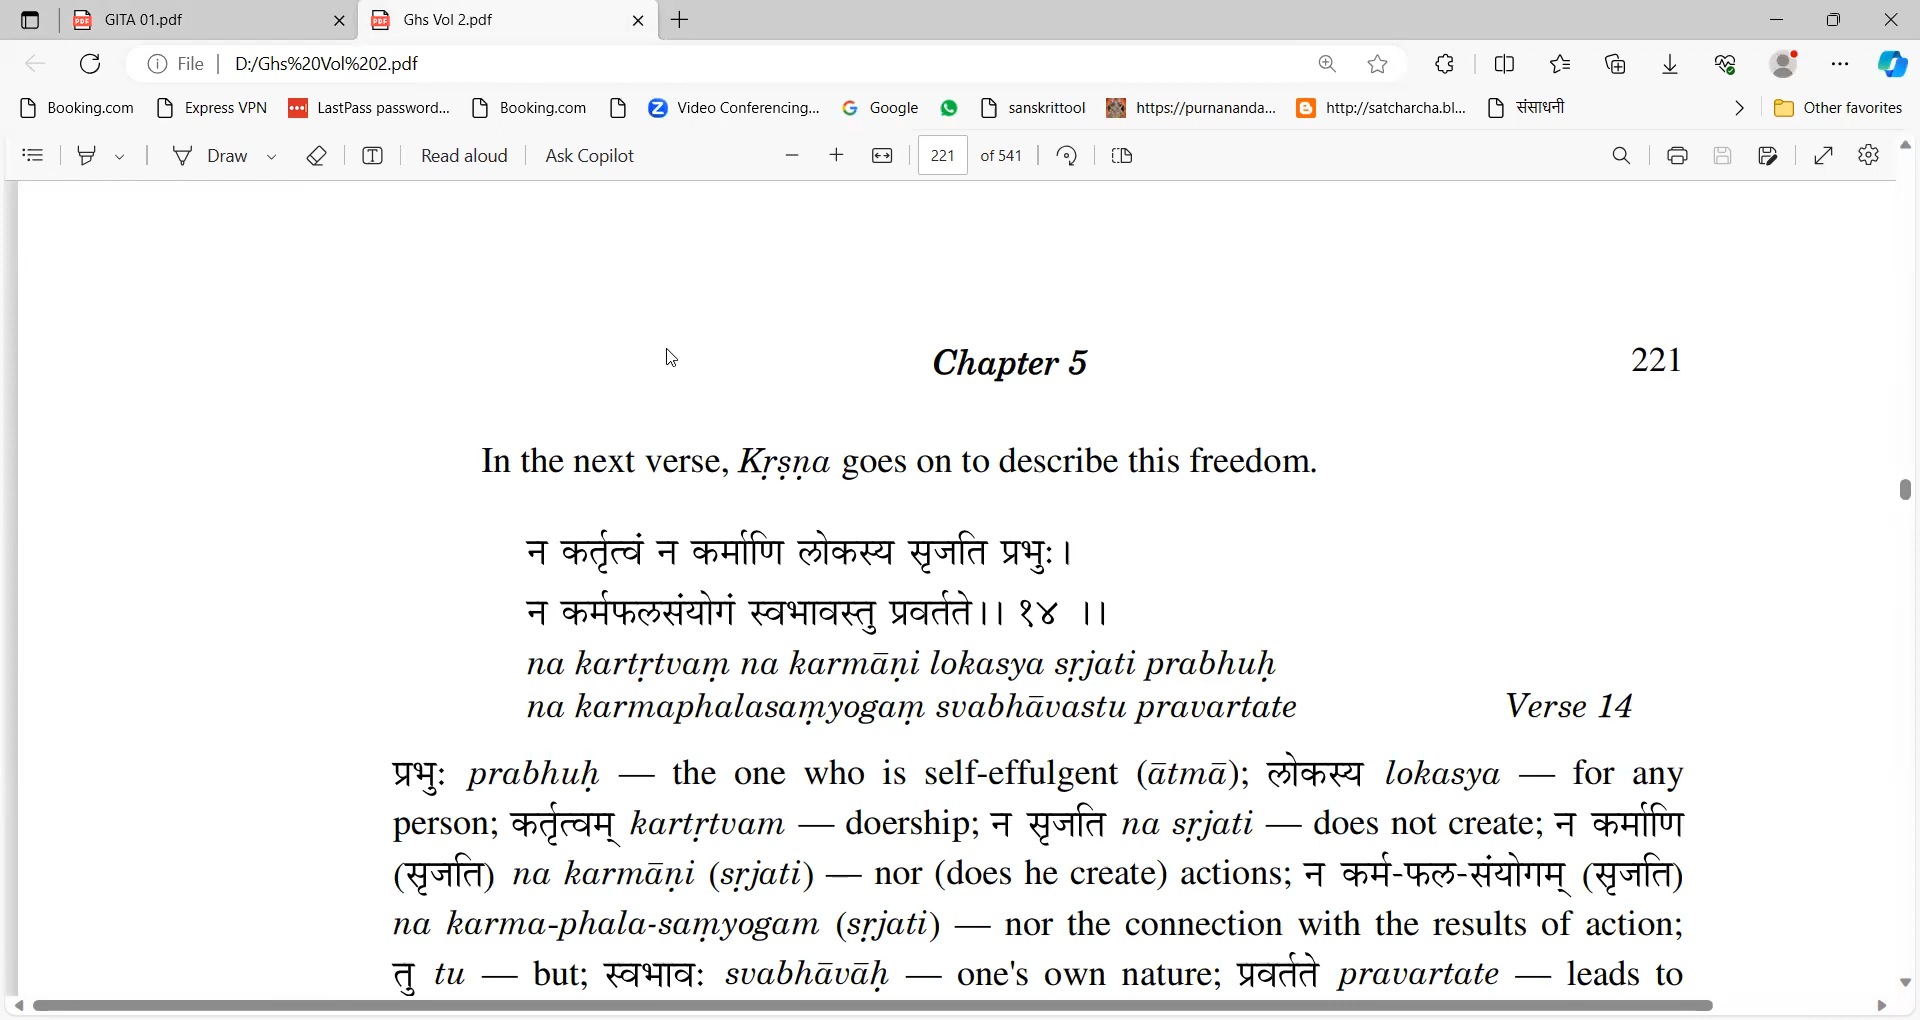 GITA 01.pdf
Ghs Vol 2.pdf
File
D:/Ghs%20Vol%202.pdf
Booking.com
Express VPN
LastPass password...
Booking.com
Video Conferencing...
Google
sanskrittool
https://purnananda...
http://satcharcha.bl...
संसाधनी
Other favorites
Draw
Read aloud
Ask Copilot
221 of 541
Chapter 5 221
In the next verse, Kṛṣṇa goes on to describe this freedom.
न कर्तृत्वं न कर्माणि लोकस्य सृजति प्रभुः।
न कर्मफलसंयोगं स्वभावस्तु प्रवर्तते।। १४ ।।
na kartṛtvaṃ na karmāṇi lokasya sṛjati prabhuḥ
na karmaphalasaṃyogaṃ svabhāvastu pravartate Verse 14
प्रभुः prabhuḥ — the one who is self-effulgent (ātmā); लोकस्य lokasya — for any
person; कर्तृत्वम् kartṛtvam — doership; न सृजति na sṛjati — does not create; न कर्माणि
(सृजति) na karmāṇi (sṛjati) — nor (does he create) actions; न कर्म-फल-संयोगम् (सृजति)
na karma-phala-saṃyogam (sṛjati) — nor the connection with the results of action;
तु tu — but; स्वभावः svabhāvāḥ — one's own nature; प्रवर्तते pravartate — leads to